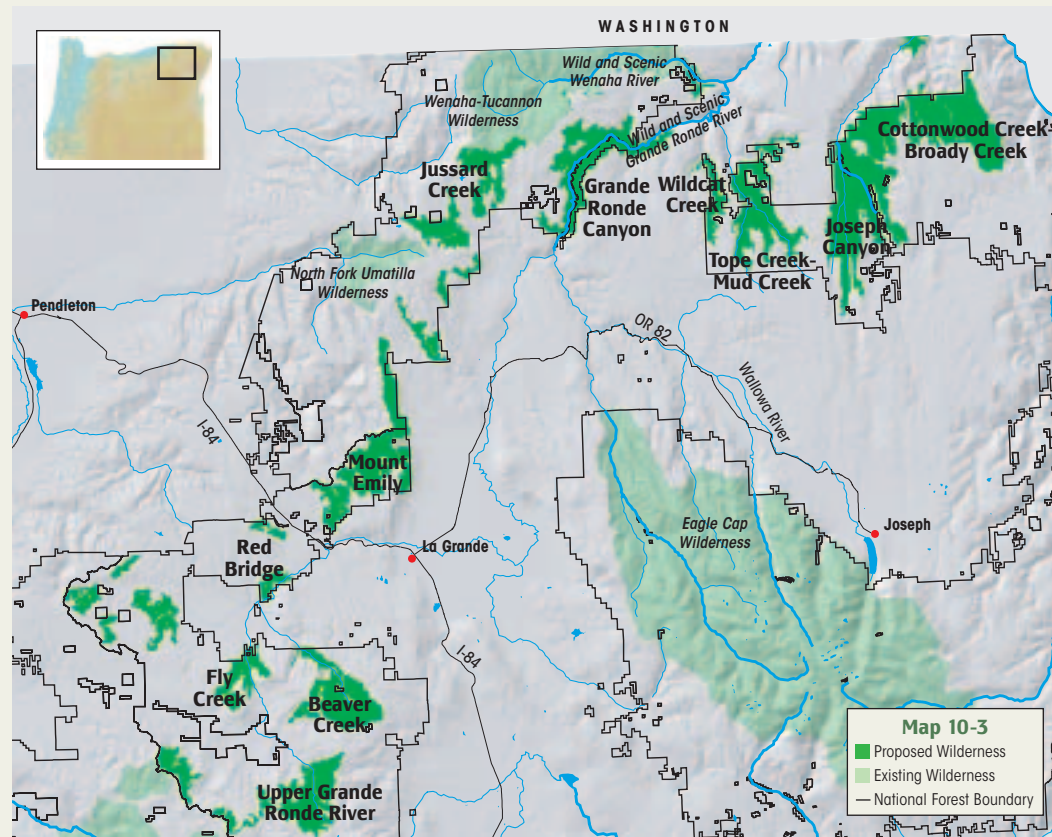 WASHINGTON
Wild and Scenic
Wenaha River
Wenaha-Tucannon
Wilderness
Wild and Scenic
Grande Ronde River
Cottonwood Creek-
Broady Creek
Jussard
Creek
Grande
Ronde
Canyon
Wildcat
Creek
Joseph
Canyon
Tope Creek-
Mud Creek
North Fork Umatilla
Wilderness
Pendleton
OR 82
Wallowa River
I-84
Mount
Emily
Eagle Cap
Wilderness
Joseph
La Grande
Red
Bridge
I-84
Fly
Creek
Beaver
Creek
Upper Grande
Ronde River
Map 10-3
Proposed Wilderness
Existing Wilderness
National Forest Boundary